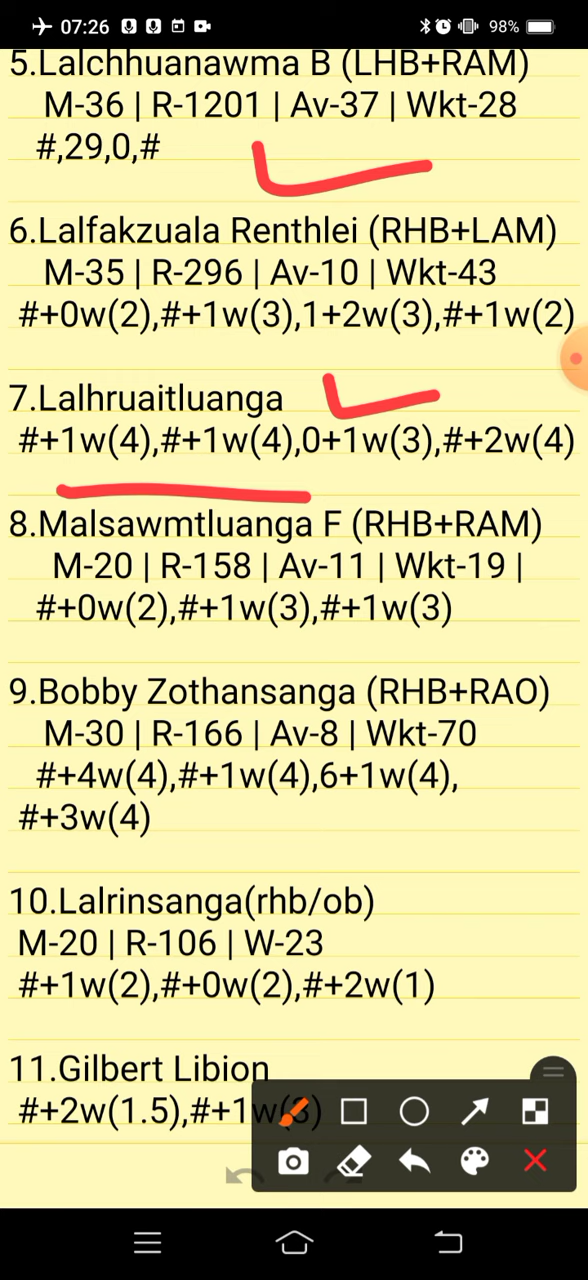 07:26
98%
5.Lalchhuanawma B (LHB+RAM)
M-36 | R-1201 | Av-37 | Wkt-28
#,29,0,#
6.Lalfakzuala Renthlei (RHB+LAM)
M-35 | R-296 | Av-10 | Wkt-43
#+0w(2),#+1w(3),1+2w(3),#+1w(2)
7.Lalhruaitluanga
#+1w(4),#+1w(4),0+1w(3),#+2w(4)
8.Malsawmtluanga F (RHB+RAM)
M-20 | R-158 | Av-11 | Wkt-19 |
#+0w(2),#+1w(3),#+1w(3)
9.Bobby Zothansanga (RHB+RAO)
M-30 | R-166 | Av-8 | Wkt-70
#+4w(4),#+1w(4),6+1w(4),
#+3w(4)
10.Lalrinsanga(rhb/ob)
M-20 | R-106 | W-23
#+1w(2),#+0w(2),#+2w(1)
11.Gilbert Libion
#+2w(1.5),#+1w(3)